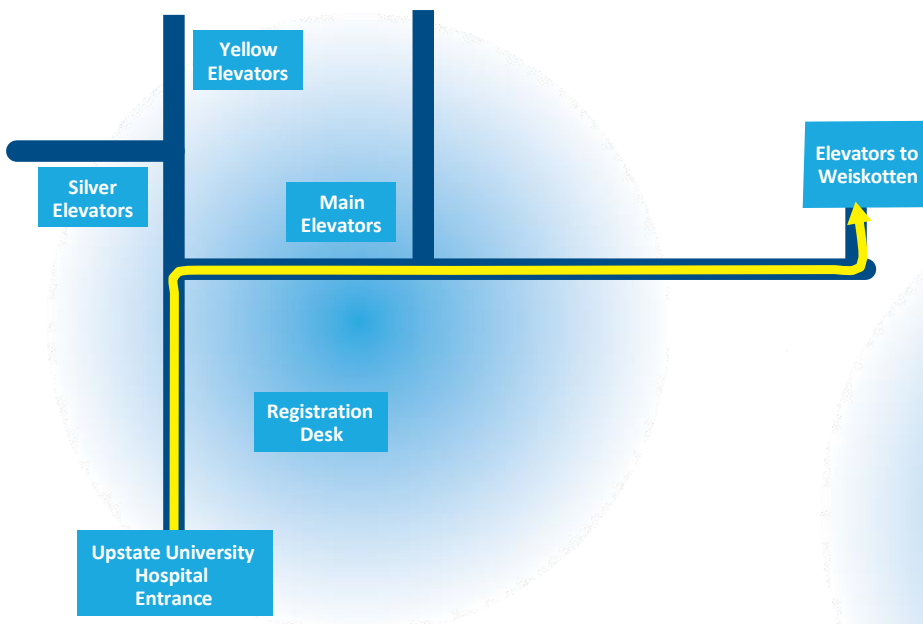 Yellow
Elevators
Elevators to
Weiskotten
Silver
Elevators
Main
Elevators
Registration
Desk
Upstate University
Hospital
Entrance